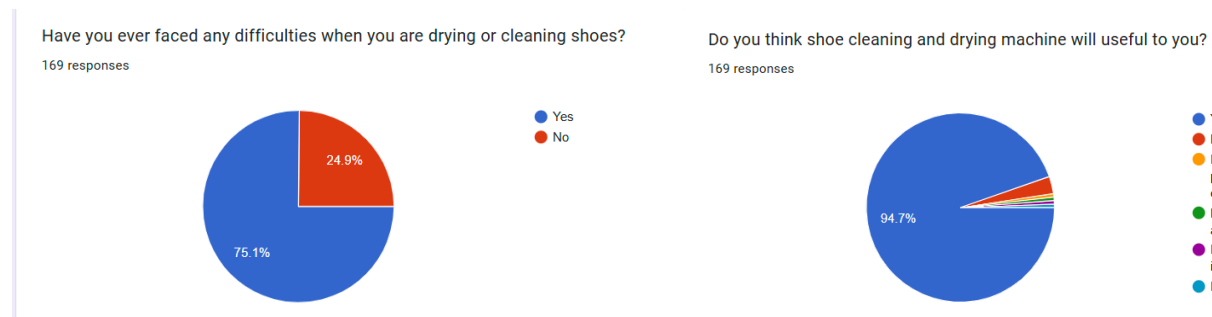 Have you ever faced any difficulties when you are drying or cleaning shoes?
169 responses
Yes
No
24.9%
75.1%
Do you think shoe cleaning and drying machine will useful to you?
169 responses
94.7%